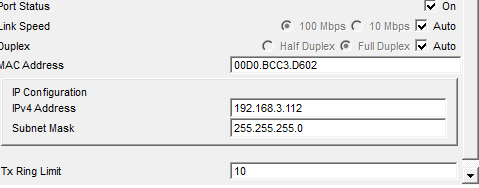 Port Status On
Link Speed 100 Mbps 10 Mbps Auto
Duplex Half Duplex Full Duplex Auto
MAC Address 00D0.BCC3.D602
IP Configuration
IPv4 Address 192.168.3.112
Subnet Mask 255.255.255.0
Tx Ring Limit 10